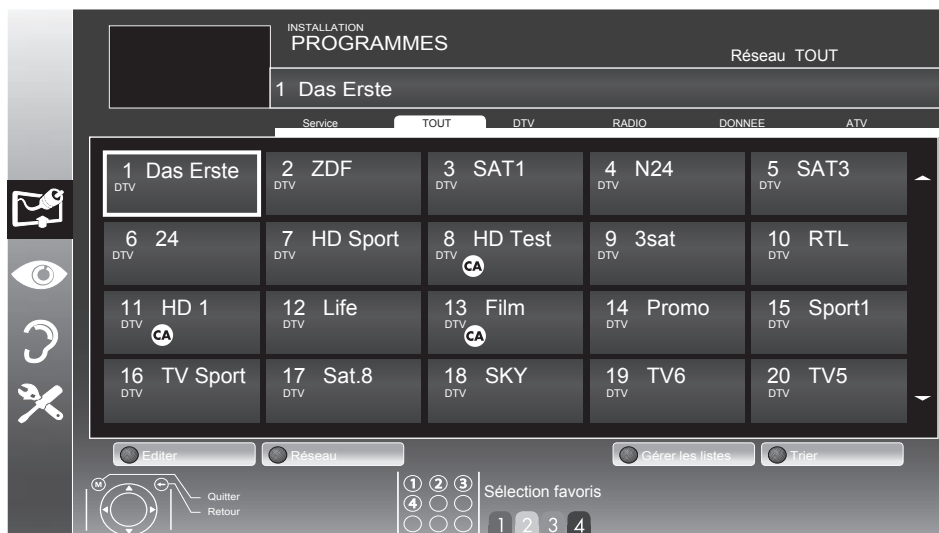 INSTALLATION
PROGRAMMES
Réseau TOUT
1 Das Erste
Service TOUT DTV RADIO DONNEE ATV
1 Das Erste 2 ZDF 3 SAT1 4 N24 5 SAT3
DTV DTV DTV DTV DTV
6 24 7 HD Sport 8 HD Test 9 3sat 10 RTL
DTV DTV DTV DTV DTV
CA
11 HD 1 12 Life 13 Film 14 Promo 15 Sport1
DTV DTV DTV DTV DTV
CA CA
16 TV Sport 17 Sat.8 18 SKY 19 TV6 20 TV5
DTV DTV DTV DTV DTV
Editer Réseau Gérer les listes Trier
M
Quitter
Retour
1 2 3
4
Sélection favoris
1 2 3 4